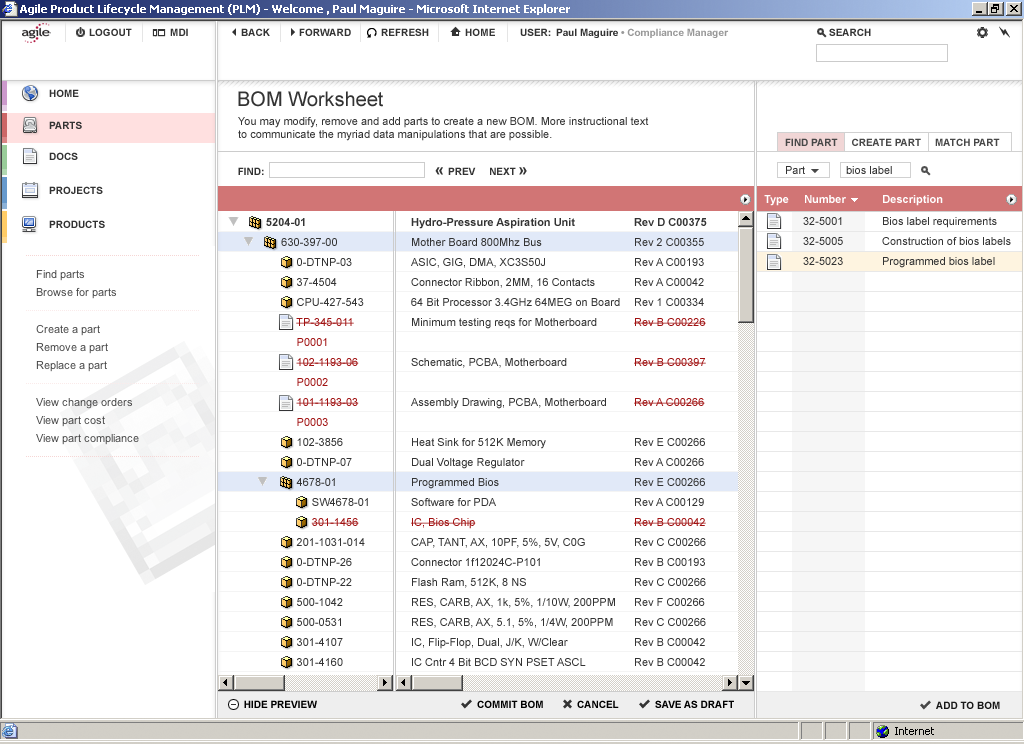 Agile Product Lifecycle Management (PLM) - Welcome , Paul Maguire - Microsoft Internet Explorer
agile LOGOUT MDI BACK FORWARD REFRESH HOME USER: Paul Maguire • Compliance Manager SEARCH
HOME
PARTS
DOCS
PROJECTS
PRODUCTS
Find parts
Browse for parts
Create a part
Remove a part
Replace a part
View change orders
View part cost
View part compliance
BOM Worksheet
You may modify, remove and add parts to create a new BOM. More instructional text
to communicate the myriad data manipulations that are possible.
FIND: « PREV NEXT »
5204-01 Hydro-Pressure Aspiration Unit Rev D C00375
630-397-00 Mother Board 800Mhz Bus Rev 2 C00355
0-DTNP-03 ASIC, GIG, DMA, XC3S50J Rev A C00193
37-4504 Connector Ribbon, 2MM, 16 Contacts Rev A C00042
CPU-427-543 64 Bit Processor 3.4GHz 64MEG on Board Rev 1 C00334
TP-345-011 Minimum testing reqs for Motherboard Rev B C00226
P0001
102-1193-06 Schematic, PCBA, Motherboard Rev B C00397
P0002
101-1193-03 Assembly Drawing, PCBA, Motherboard Rev A C00266
P0003
102-3856 Heat Sink for 512K Memory Rev E C00266
0-DTNP-07 Dual Voltage Regulator Rev A C00266
4678-01 Programmed Bios Rev E C00266
SW4678-01 Software for PDA Rev A C00129
301-1456 IC, Bios Chip Rev B C00042
201-1031-014 CAP, TANT, AX, 10PF, 5%, 5V, C0G Rev C C00266
0-DTNP-26 Connector 1f12024C-P101 Rev B C00193
0-DTNP-22 Flash Ram, 512K, 8 NS Rev C C00266
500-1042 RES, CARB, AX, 1k, 5%, 1/10W, 200PPM Rev F C00266
500-0531 RES, CARB, AX, 5.1, 5%, 1/4W, 200PPM Rev C C00266
301-4107 IC, Flip-Flop, Dual, J/K, W/Clear Rev B C00042
301-4160 IC Cntr 4 Bit BCD SYN PSET ASCL Rev B C00042
HIDE PREVIEW COMMIT BOM CANCEL SAVE AS DRAFT
FIND PART CREATE PART MATCH PART
Part bios label
Type Number Description
32-5001 Bios label requirements
32-5005 Construction of bios labels
32-5023 Programmed bios label
ADD TO BOM
Internet